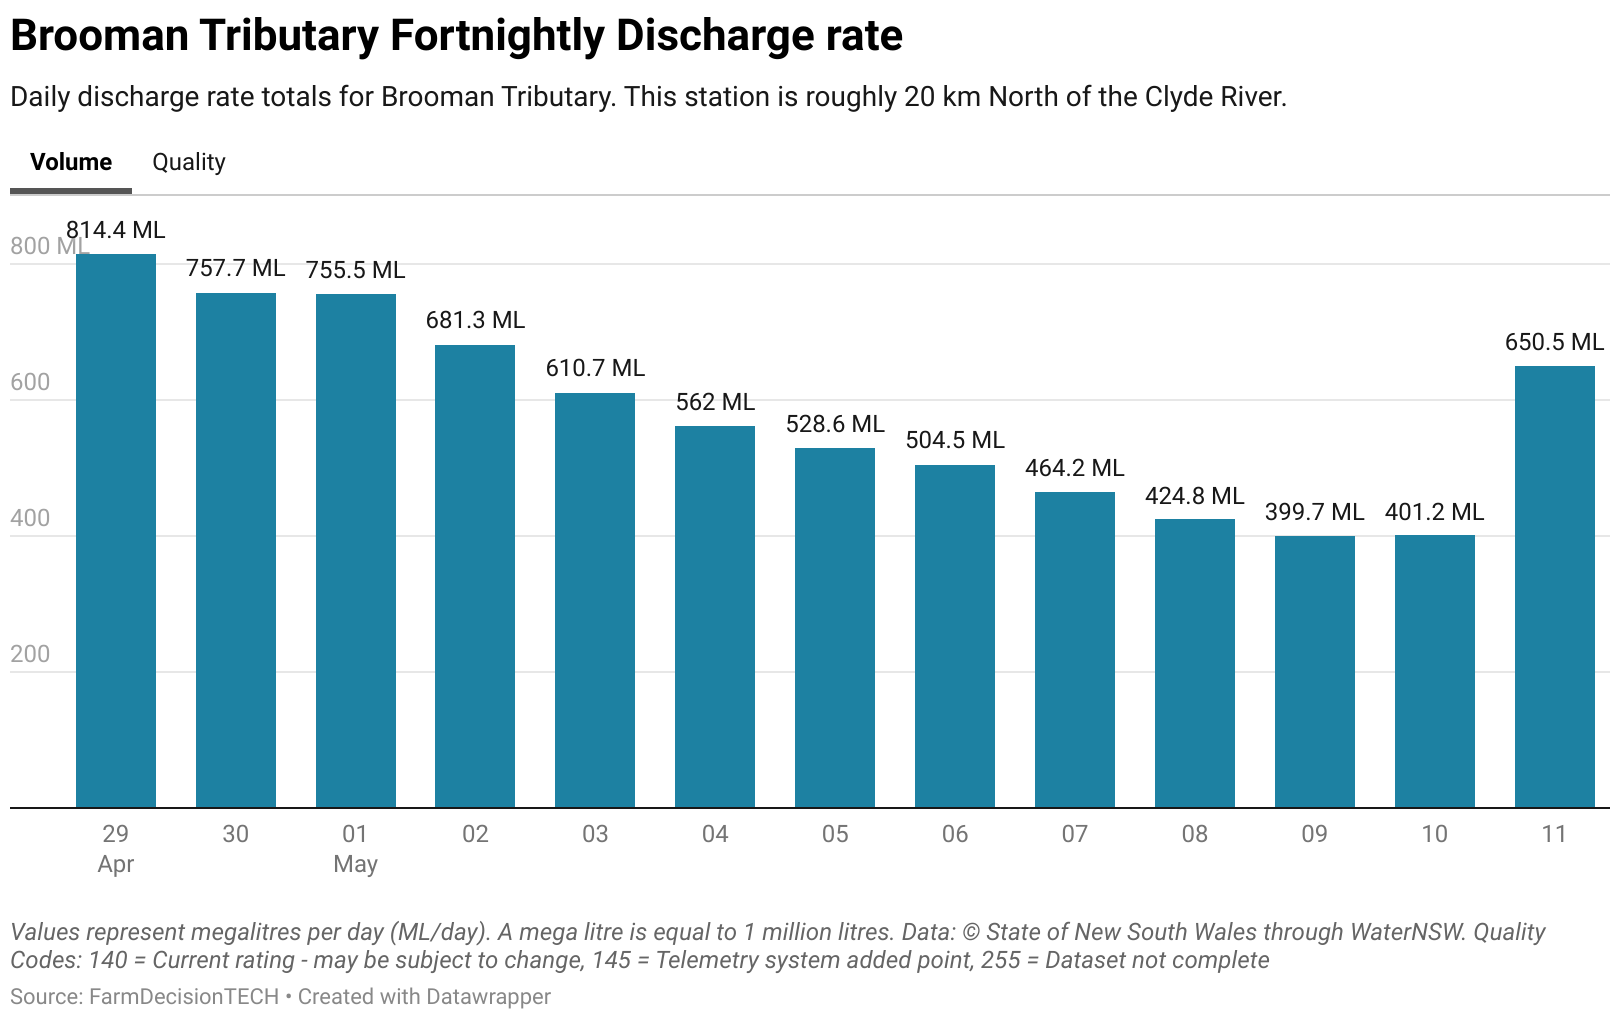 Brooman Tributary Fortnightly Discharge rate
Daily discharge rate totals for Brooman Tributary. This station is roughly 20 km North of the Clyde River.
Volume Quality
814.4 ML
800 ML
757.7 ML 755.5 ML
681.3 ML
650.5 ML
610.7 ML
600
562 ML
528.6 ML
504.5 ML
464.2 ML
424.8 ML
399.7 ML 401.2 ML
400
200
29 30 01 02 03 04 05 06 07 08 09 10 11
Apr May
Values represent megalitres per day (ML/day). A mega litre is equal to 1 million litres. Data: © State of New South Wales through WaterNSW. Quality
Codes: 140 = Current rating - may be subject to change, 145 = Telemetry system added point, 255 = Dataset not complete
Source: FarmDecisionTECH • Created with Datawrapper